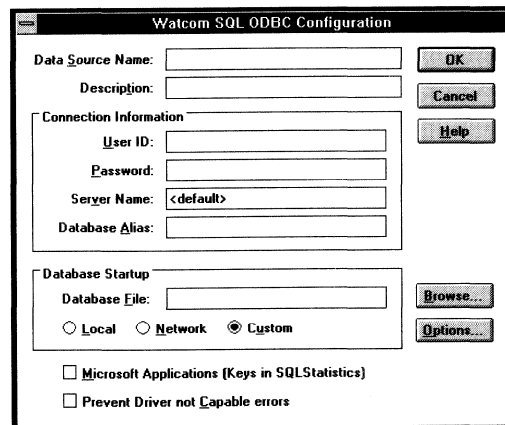 Watcom SQL ODBC Configuration
Data Source Name:
OK
Description:
Cancel
Connection Information
Help
User ID:
Password:
Server Name: <default>
Database Alias:
Database Startup
Database File:
Browse...
Local Network Custom
Options...
Microsoft Applications (Keys in SQLStatistics)
Prevent Driver not Capable errors